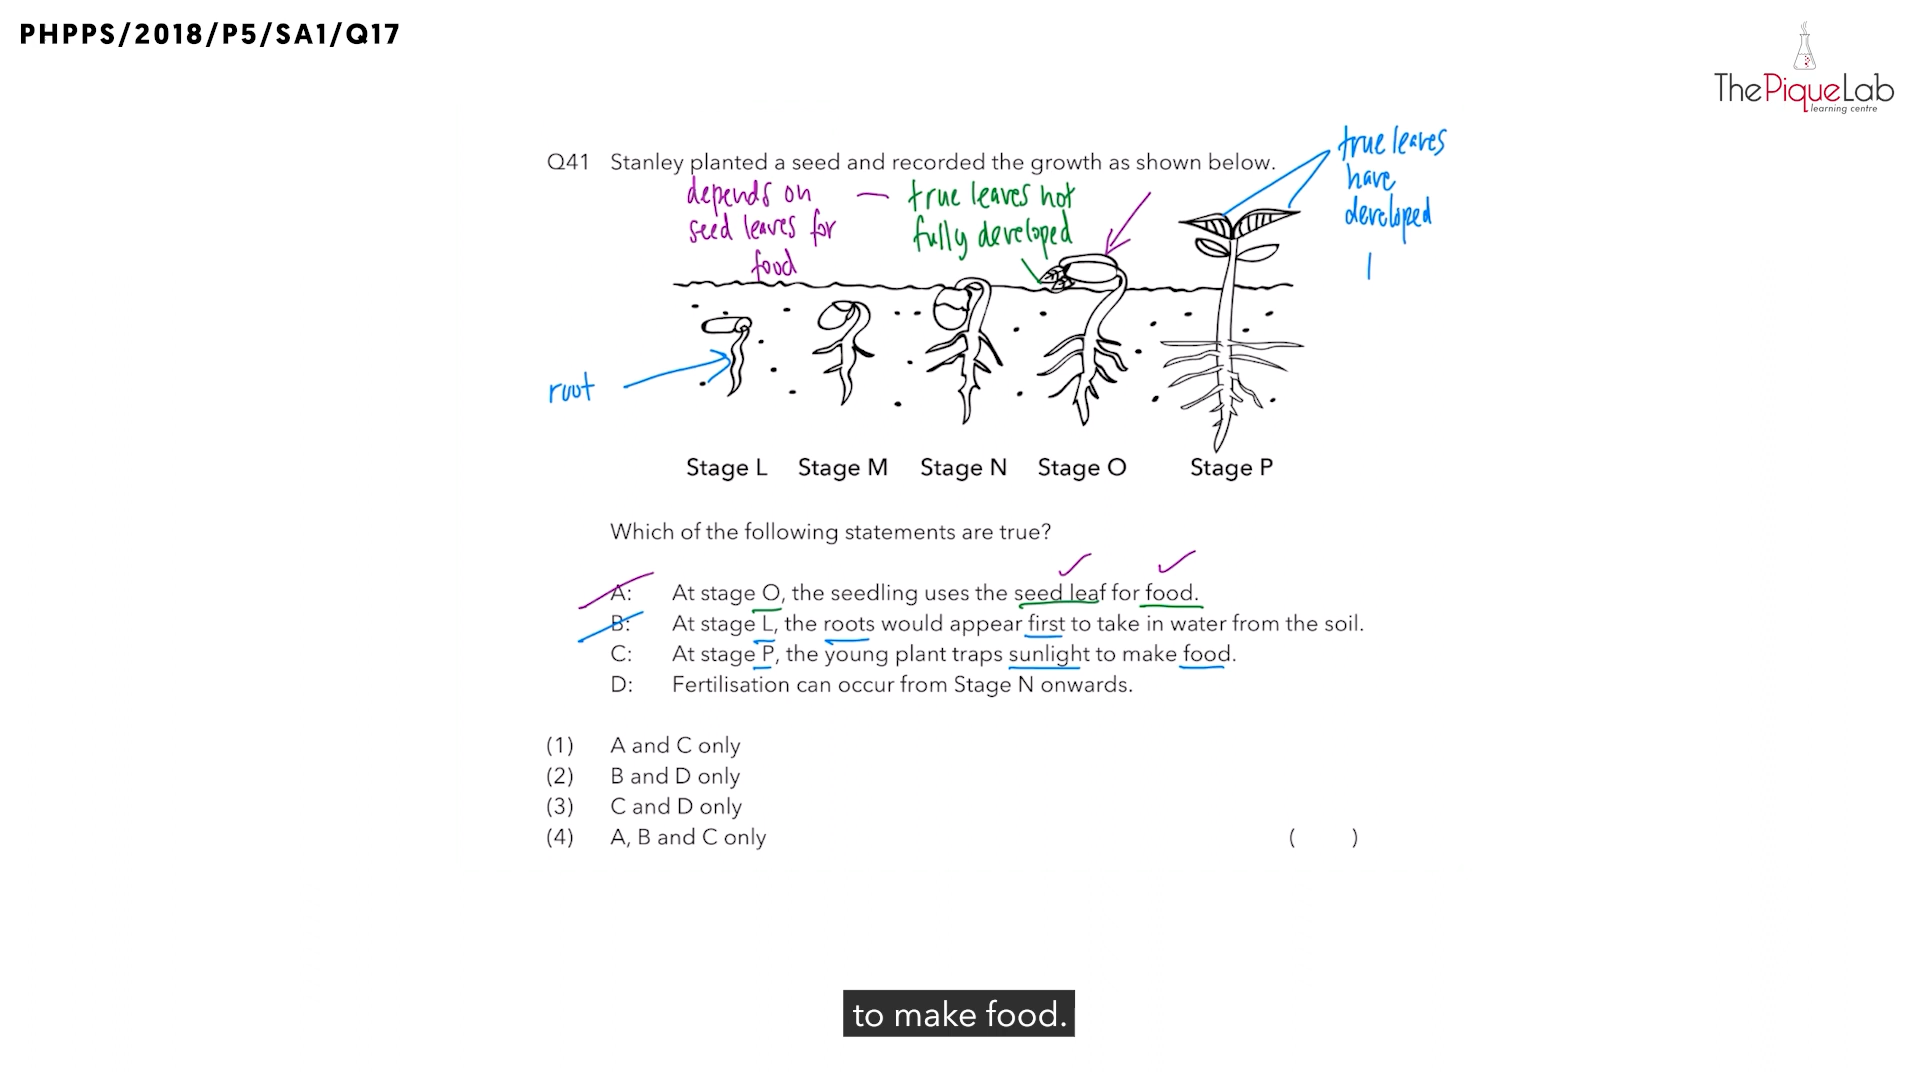 PHPPS/2018/P5/SA1/Q17
ThePiqueLab
learning centre
Q41 Stanley planted a seed and recorded the growth as shown below.
true leaves
have
developed
depends on
seed leaves for
food
— true leaves not
fully developed
root
Stage L Stage M Stage N Stage O Stage P
Which of the following statements are true?
A: At stage O, the seedling uses the seed leaf for food.
B: At stage L, the roots would appear first to take in water from the soil.
C: At stage P, the young plant traps sunlight to make food.
D: Fertilisation can occur from Stage N onwards.
(1) A and C only
(2) B and D only
(3) C and D only
(4) A, B and C only ( )
to make food.